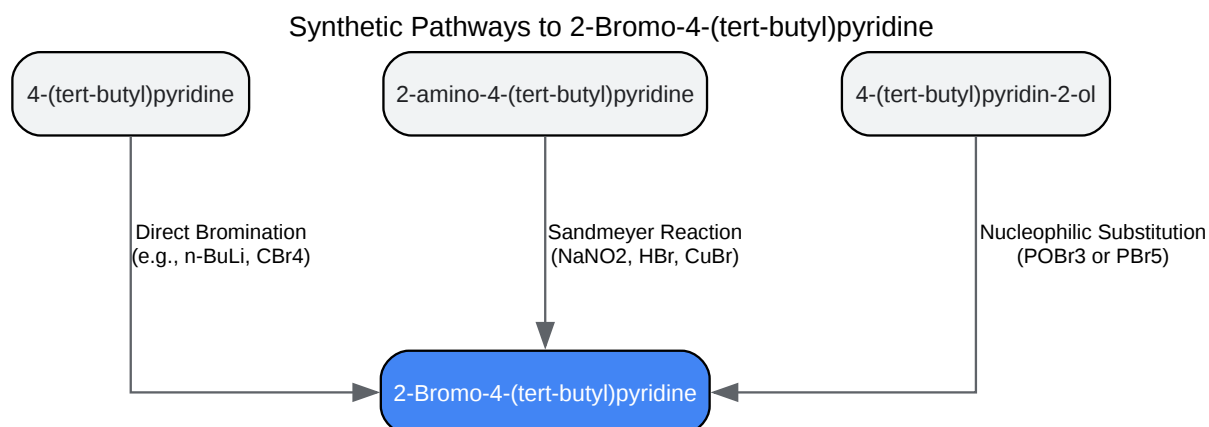 Synthetic Pathways to 2-Bromo-4-(tert-butyl)pyridine
4-(tert-butyl)pyridine
2-amino-4-(tert-butyl)pyridine
4-(tert-butyl)pyridin-2-ol
Direct Bromination
(e.g., n-BuLi, CBr4)
Sandmeyer Reaction
(NaNO2, HBr, CuBr)
Nucleophilic Substitution
(POBr3 or PBr5)
2-Bromo-4-(tert-butyl)pyridine